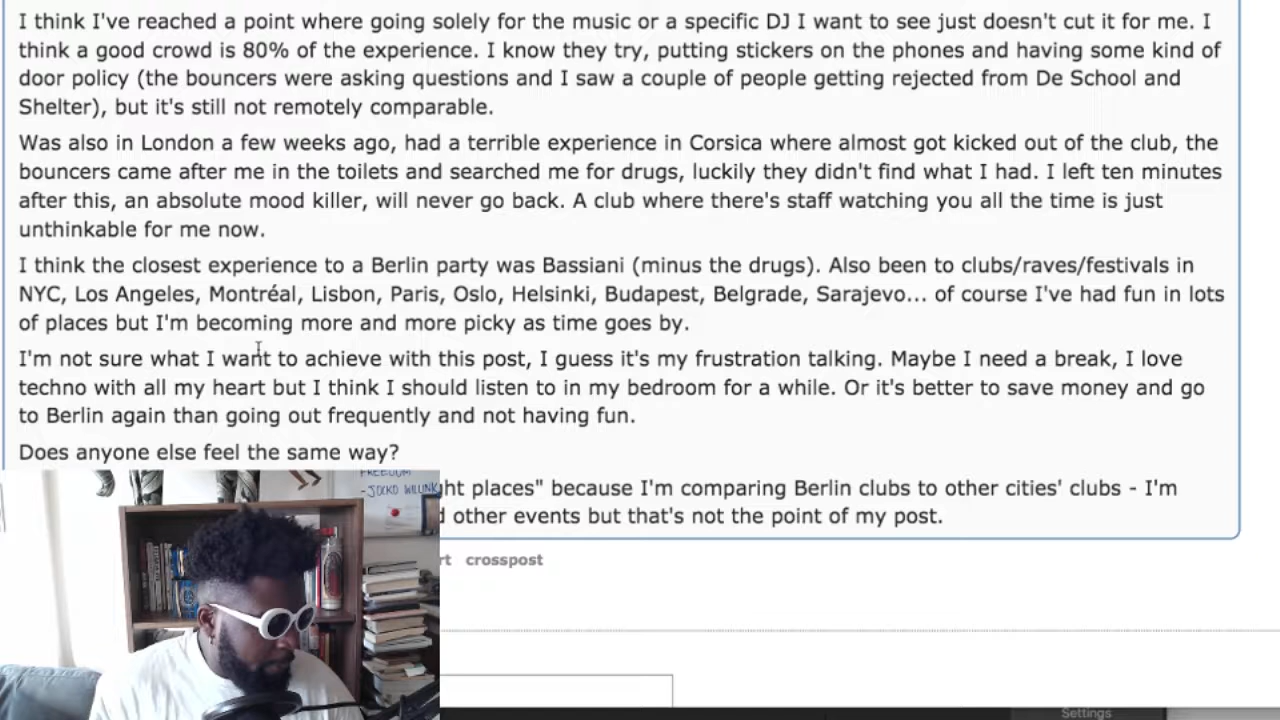 I think I've reached a point where going solely for the music or a specific DJ I want to see just doesn't cut it for me. I
think a good crowd is 80% of the experience. I know they try, putting stickers on the phones and having some kind of
door policy (the bouncers were asking questions and I saw a couple of people getting rejected from De School and
Shelter), but it's still not remotely comparable.
Was also in London a few weeks ago, had a terrible experience in Corsica where almost got kicked out of the club, the
bouncers came after me in the toilets and searched me for drugs, luckily they didn't find what I had. I left ten minutes
after this, an absolute mood killer, will never go back. A club where there's staff watching you all the time is just
unthinkable for me now.
I think the closest experience to a Berlin party was Bassiani (minus the drugs). Also been to clubs/raves/festivals in
NYC, Los Angeles, Montréal, Lisbon, Paris, Oslo, Helsinki, Budapest, Belgrade, Sarajevo... of course I've had fun in lots
of places but I'm becoming more and more picky as time goes by.
I'm not sure what I want to achieve with this post, I guess it's my frustration talking. Maybe I need a break, I love
techno with all my heart but I think I should listen to in my bedroom for a while. Or it's better to save money and go
to Berlin again than going out frequently and not having fun.
Does anyone else feel the same way?
FREEDOM
- JOCKO WILLINK
ht places" because I'm comparing Berlin clubs to other cities' clubs - I'm
other events but that's not the point of my post.
rt crosspost
Settings